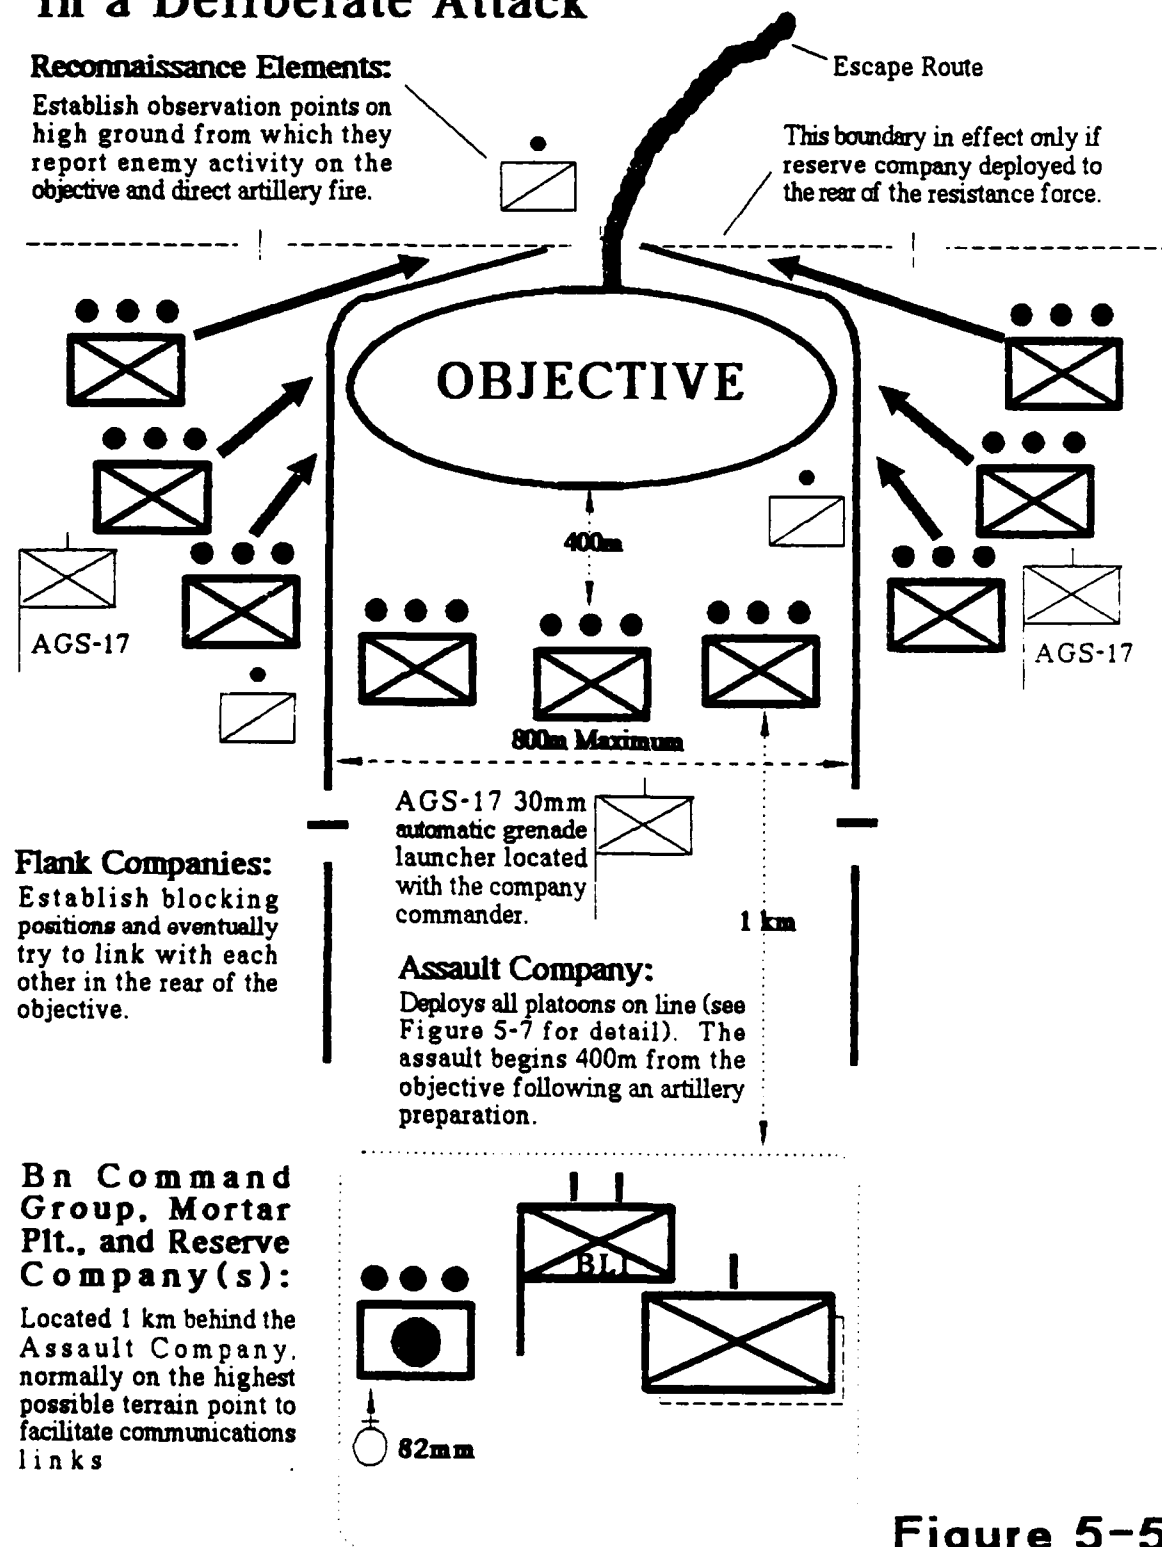 in a Deliberate Attack
Reconnaissance Elements:
Establish observation points on
high ground from which they
report enemy activity on the
objective and direct artillery fire.
Escape Route
This boundary in effect only if
reserve company deployed to
the rear of the resistance force.
OBJECTIVE
400m
AGS-17
AGS-17
800m Maximum
AGS-17 30mm
automatic grenade
launcher located
with the company
commander.
Flank Companies:
Establish blocking
positions and eventually
try to link with each
other in the rear of the
objective.
1 km
Assault Company:
Deploys all platoons on line (see
Figure 5-7 for detail). The
assault begins 400m from the
objective following an artillery
preparation.
Bn Command
Group, Mortar
Plt., and Reserve
Company(s):
Located 1 km behind the
Assault Company,
normally on the highest
possible terrain point to
facilitate communications
links
BLI
82mm
Figure 5-5